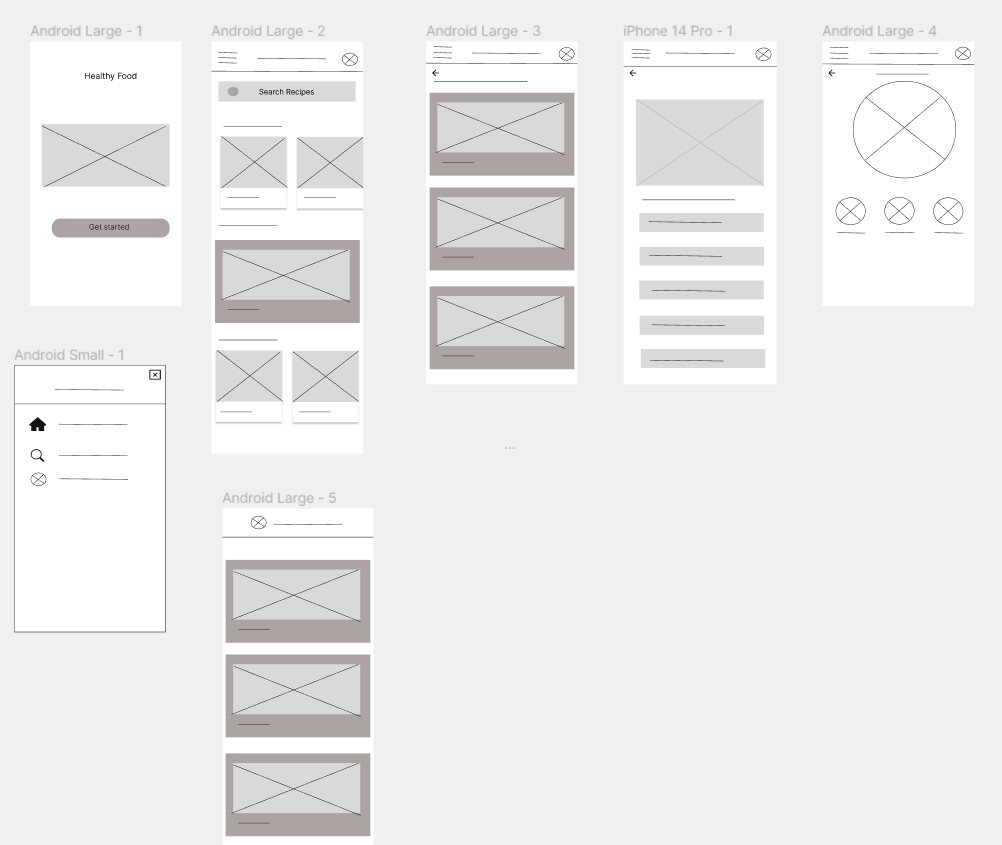 Android Large - 1
Android Large - 2
Android Large - 3
iPhone 14 Pro - 1
Android Large - 4
Healthy Food
Get started
Search Recipes
Android Small - 1
...
Android Large - 5